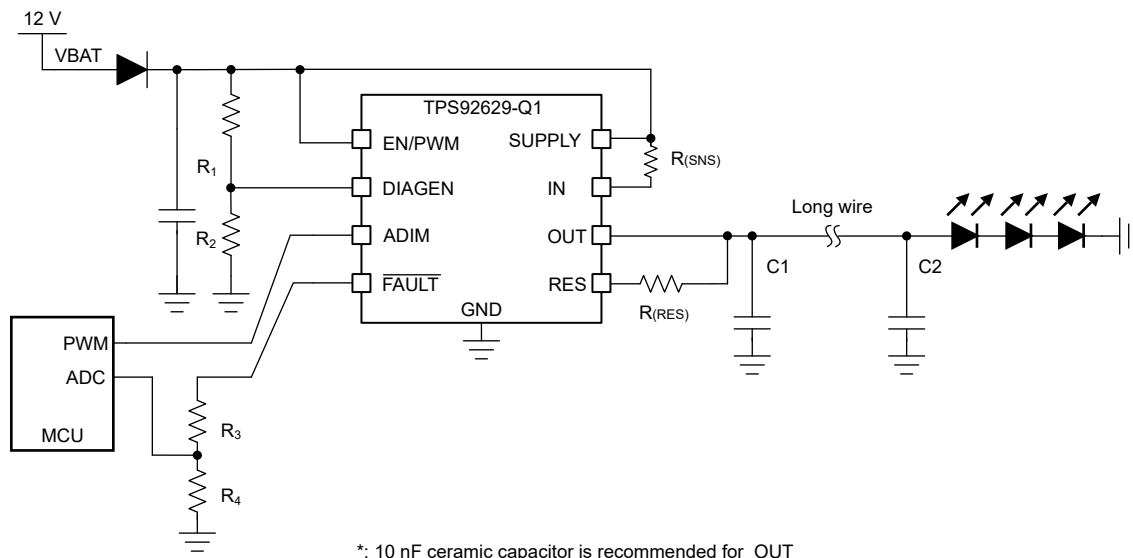 12 V
VBAT
TPS92629-Q1
EN/PWM
SUPPLY
R(SNS)
R1
DIAGEN
IN
Long wire
R2
ADIM
OUT
C1
C2
FAULT
RES
R(RES)
GND
PWM
ADC
MCU
R3
R4
*: 10 nF ceramic capacitor is recommended for OUT